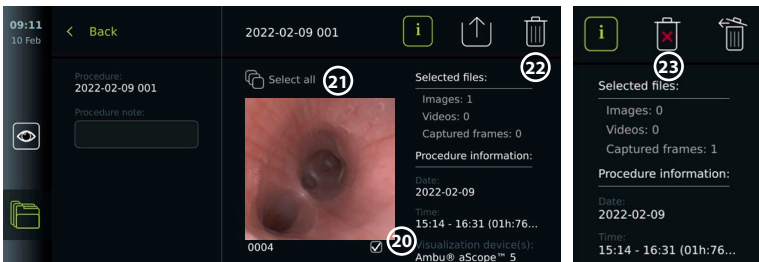 09:11
10 Feb
Back
2022-02-09 001
i
22
Procedure:
2022-02-09 001
Procedure note:
Select all
21
0004
20
Selected files:
Images: 1
Videos: 0
Captured frames: 0
Procedure information:
Date:
2022-02-09
Time:
15:14 - 16:31 (01h:76...
Visualization device(s):
Ambu® aScope™ 5
i
23
Selected files:
Images: 0
Videos: 0
Captured frames: 1
Procedure information:
Date:
2022-02-09
Time:
15:14 - 16:31 (01h:76...